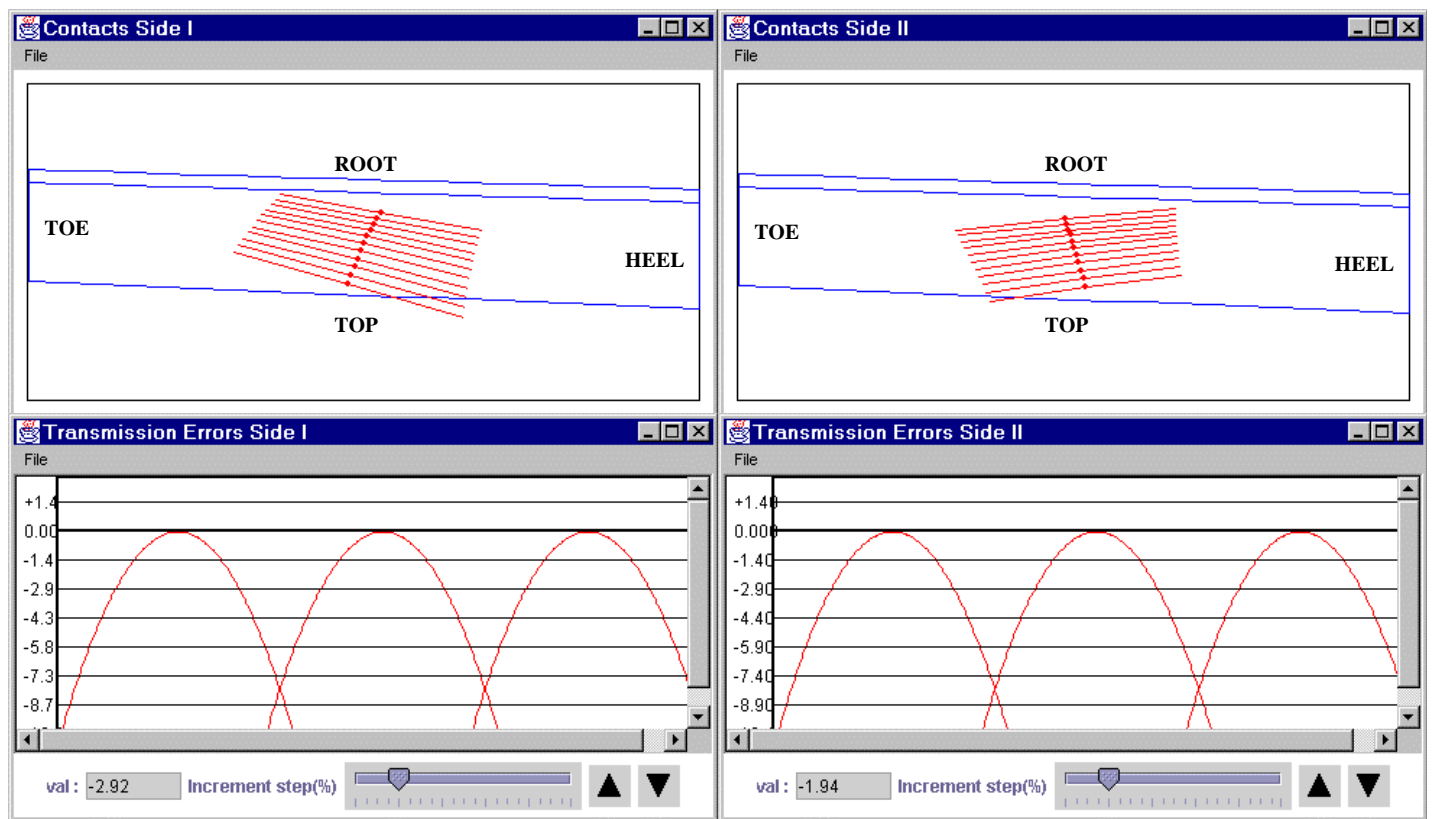 Contacts Side I
File
ROOT
TOE
HEEL
TOP
Contacts Side II
File
ROOT
TOE
HEEL
TOP
Transmission Errors Side I
File
+1.4
0.00
-1.4
-2.9
-4.3
-5.8
-7.3
-8.7
val : -2.92 Increment step(%)
Transmission Errors Side II
File
+1.40
0.000
-1.40
-2.90
-4.40
-5.90
-7.40
-8.90
val : -1.94 Increment step(%)